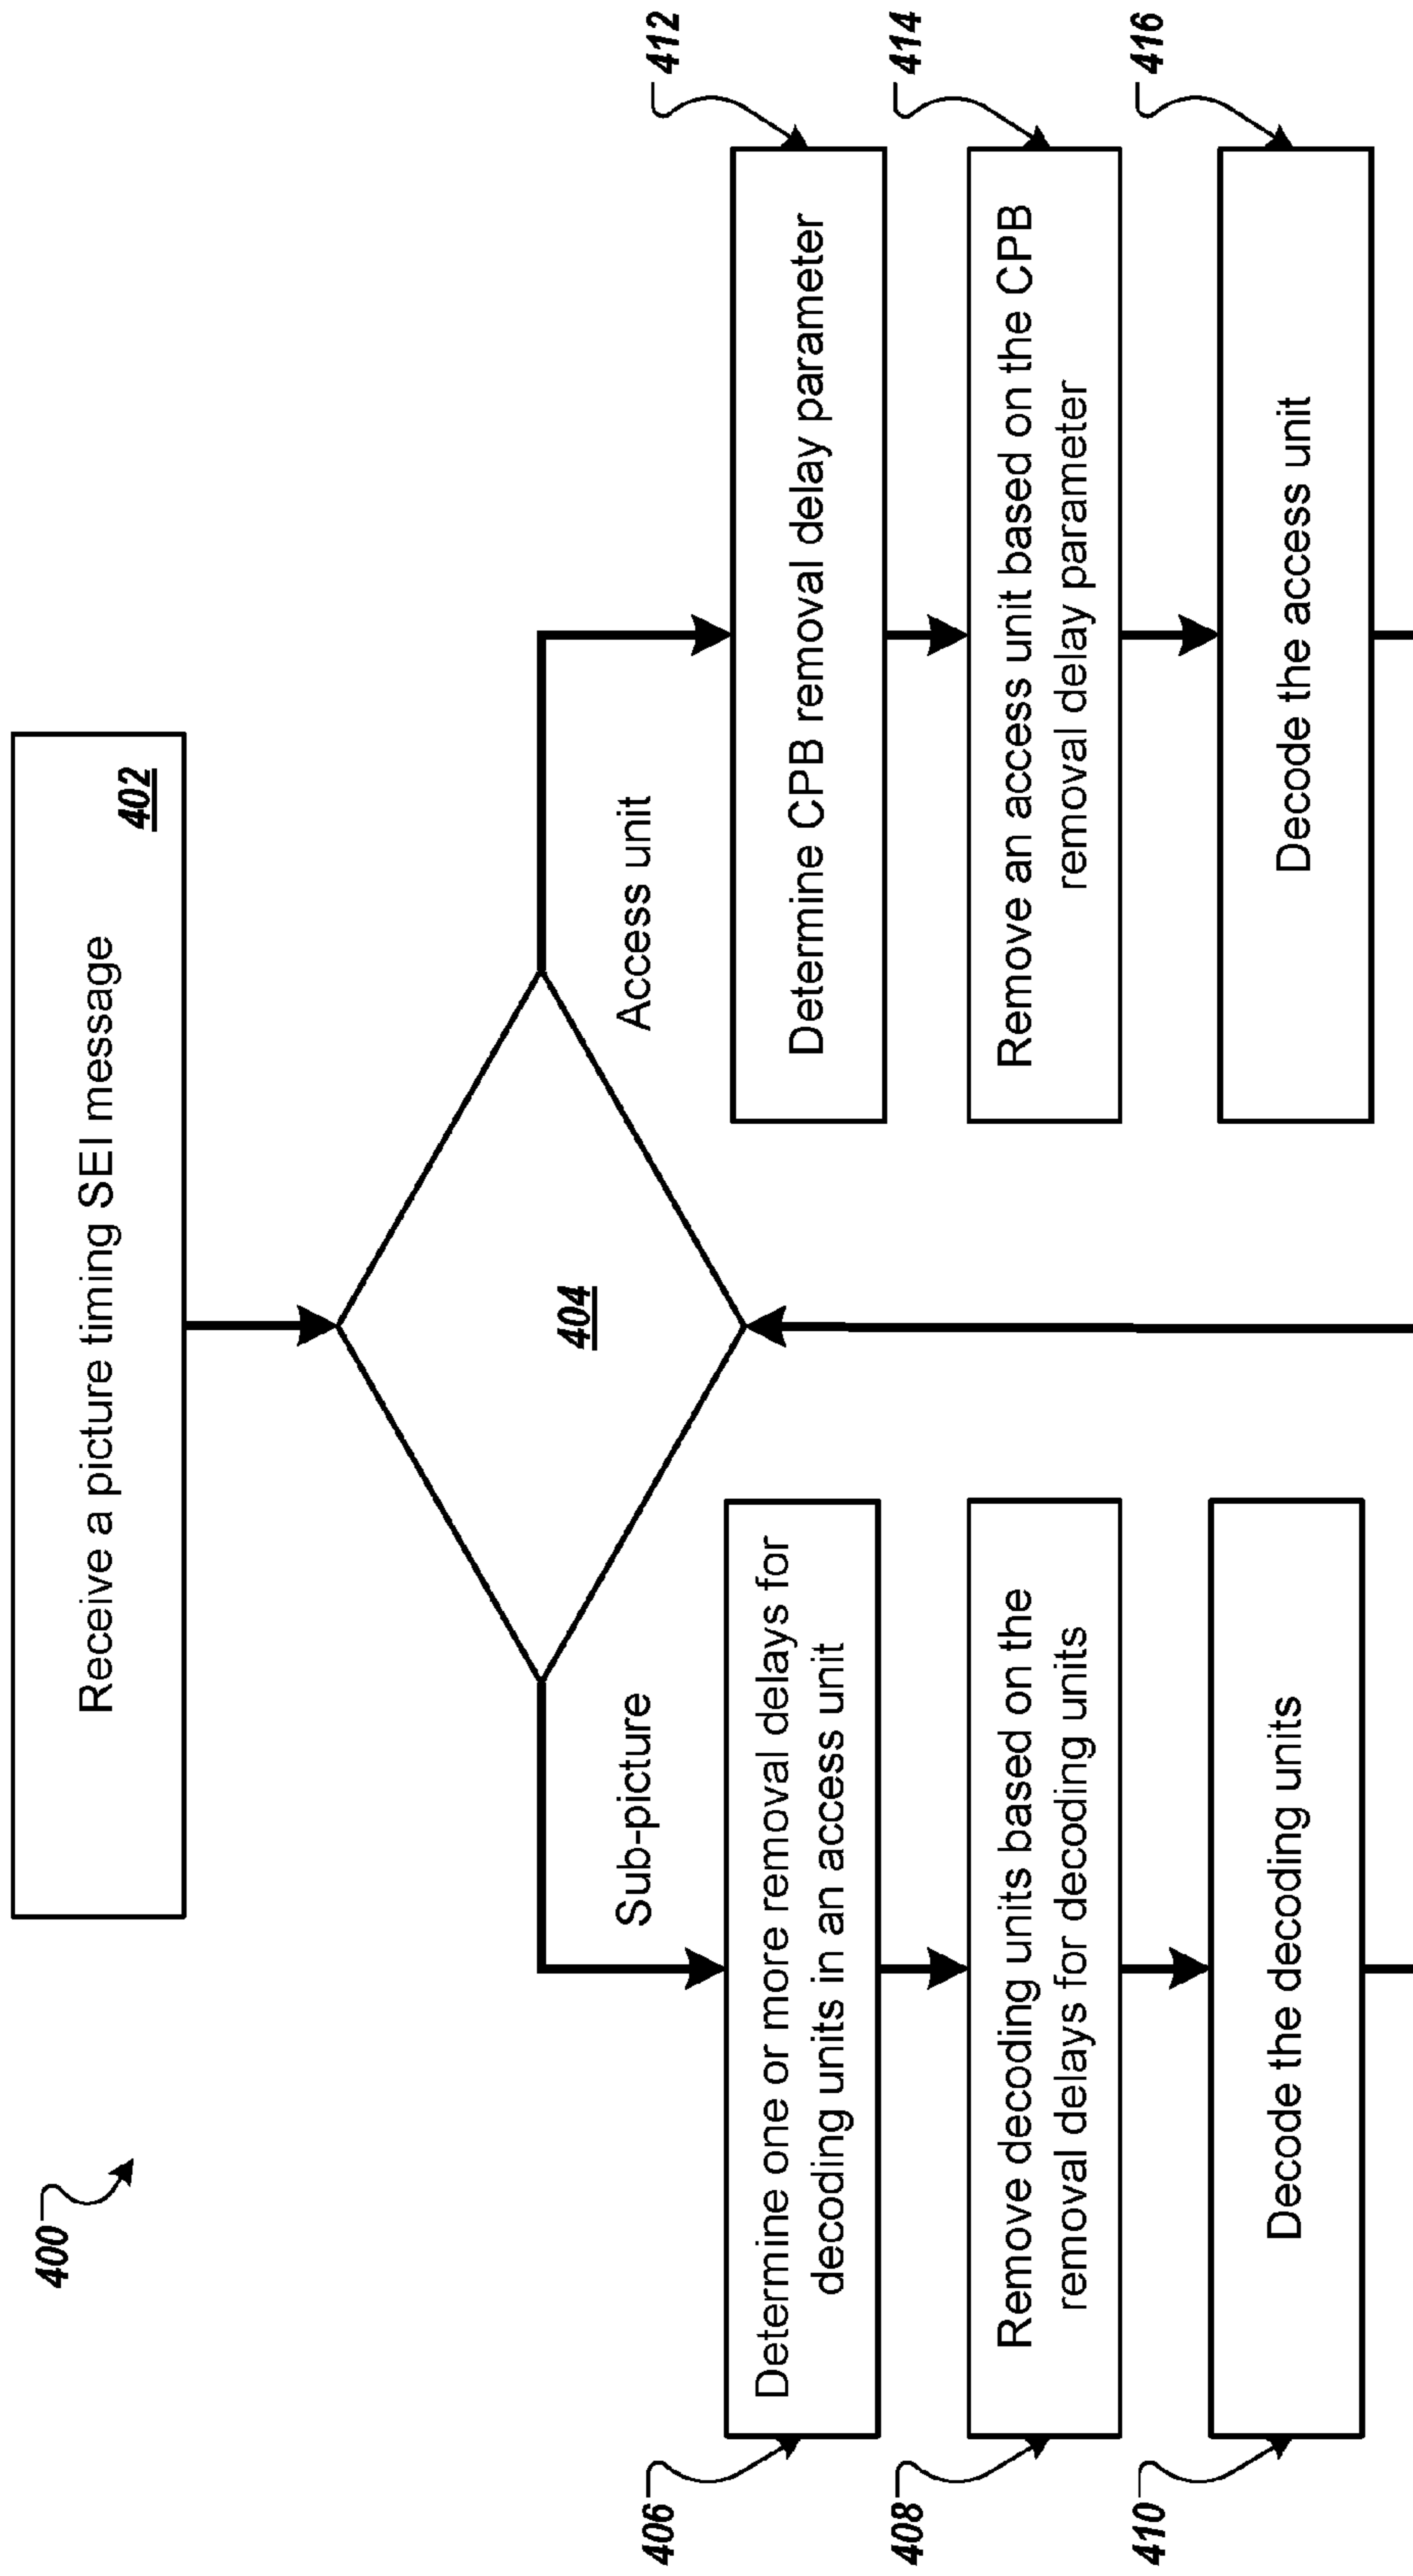 400
Receive a picture timing SEI message
402
404
Sub-picture
Access unit
406
Determine one or more removal delays for
decoding units in an access unit
412
Determine CPB removal delay parameter
408
Remove decoding units based on the
removal delays for decoding units
414
Remove an access unit based on the CPB
removal delay parameter
410
Decode the decoding units
416
Decode the access unit